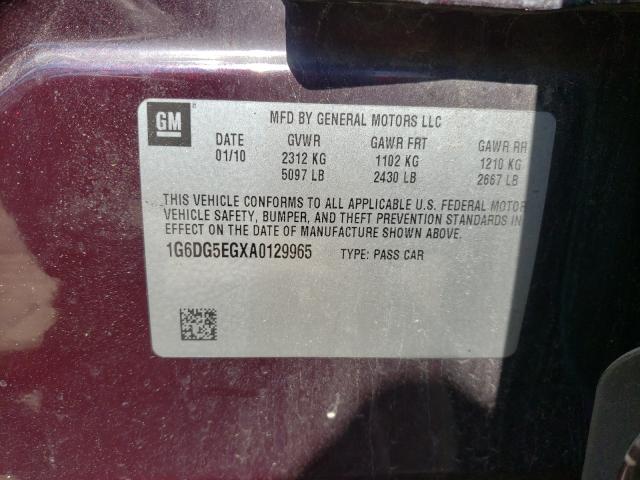 GM ®
MFD BY GENERAL MOTORS LLC
DATE GVWR GAWR FRT GAWR RR
01/10 2312 KG 1102 KG 1210 KG
5097 LB 2430 LB 2667 LB
THIS VEHICLE CONFORMS TO ALL APPLICABLE U.S. FEDERAL MOTOR
VEHICLE SAFETY, BUMPER, AND THEFT PREVENTION STANDARDS IN
EFFECT ON THE DATE OF MANUFACTURE SHOWN ABOVE.
1G6DG5EGXA0129965 TYPE: PASS CAR